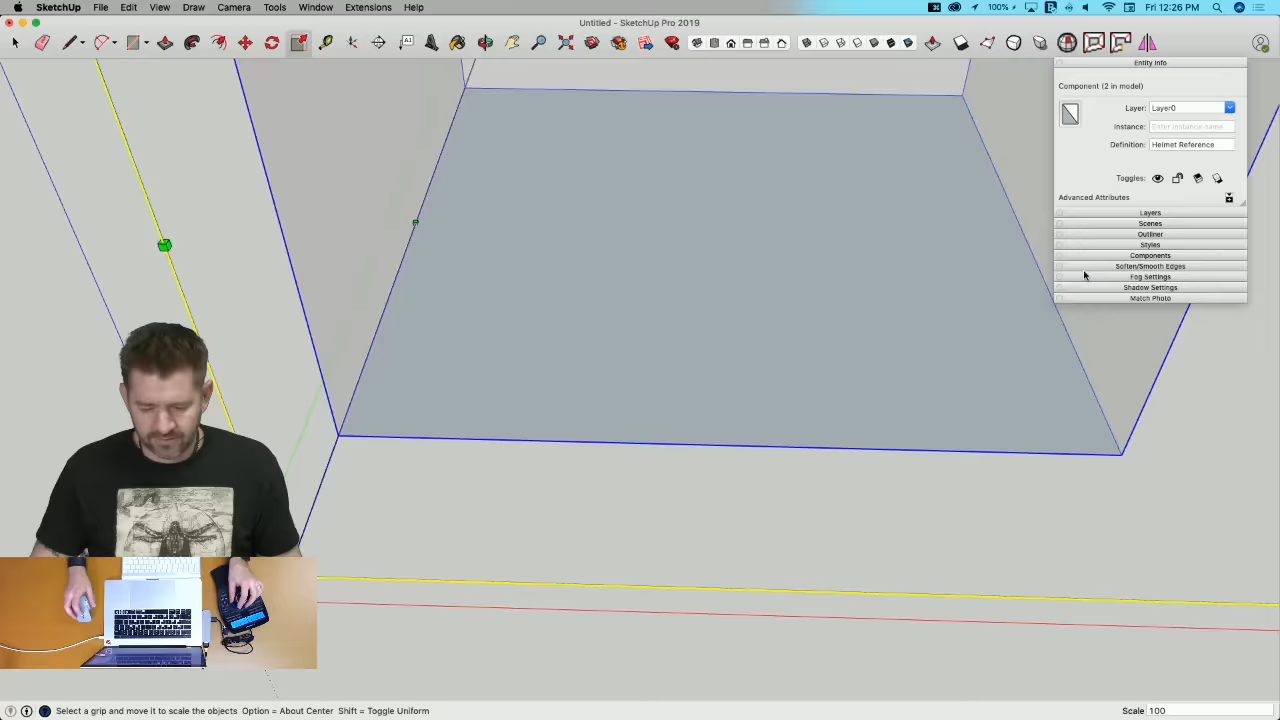 SketchUp File Edit View Draw Camera Tools Window Extensions Help
100% Fri 12:26 PM
Untitled - SketchUp Pro 2019
Entity Info
Component (2 in model)
Layer: Layer0
Instance: Enter instance name
Definition: Helmet Reference
Toggles:
Advanced Attributes
Layers
Scenes
Outliner
Styles
Components
Soften/Smooth Edges
Fog Settings
Shadow Settings
Match Photo
Select a grip and move it to scale the objects Option = About Center Shift = Toggle Uniform
Scale 100